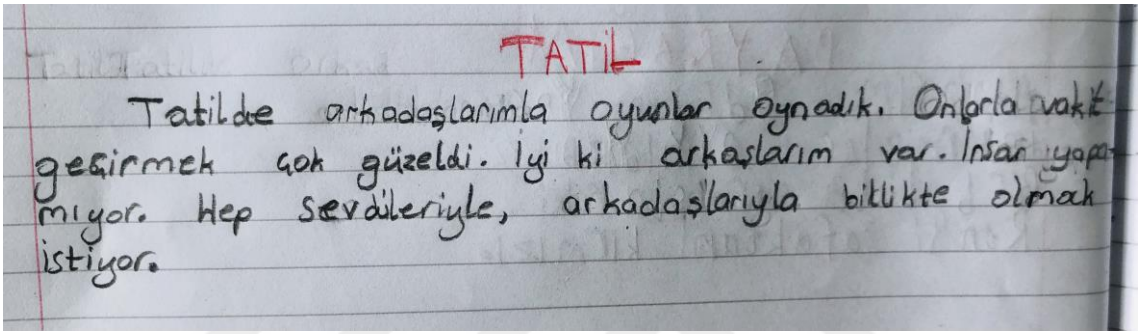 TATİL
Tatilde arkadaşlarımla oyunlar oynadık. Onlarla vakit
geçirmek çok güzeldi. İyi ki arkaşlarım var. İnsan yapa
mıyor. Hep sevdileriyle, arkadaşlarıyla bitlikte olmak
istiyor.